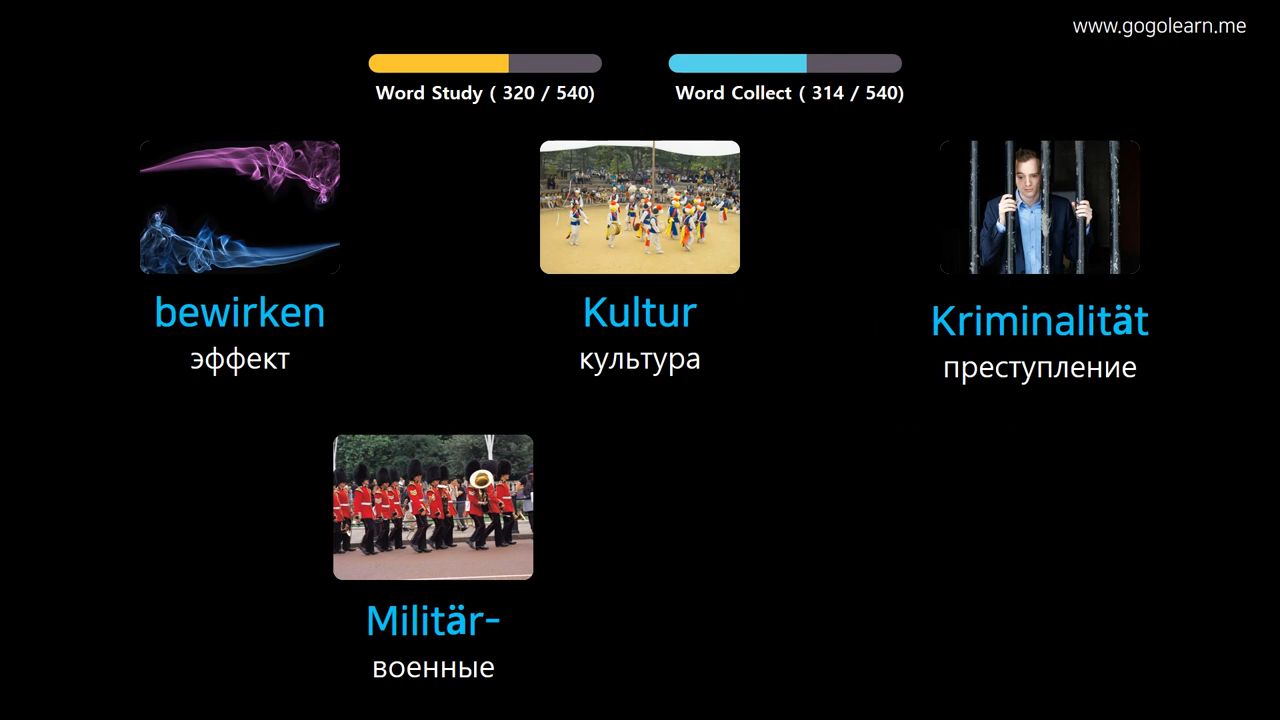 www.gogolearn.me
Word Study ( 320 / 540)
Word Collect ( 314 / 540)
bewirken
эффект
Kultur
культура
Kriminalität
преступление
Militär-
военные